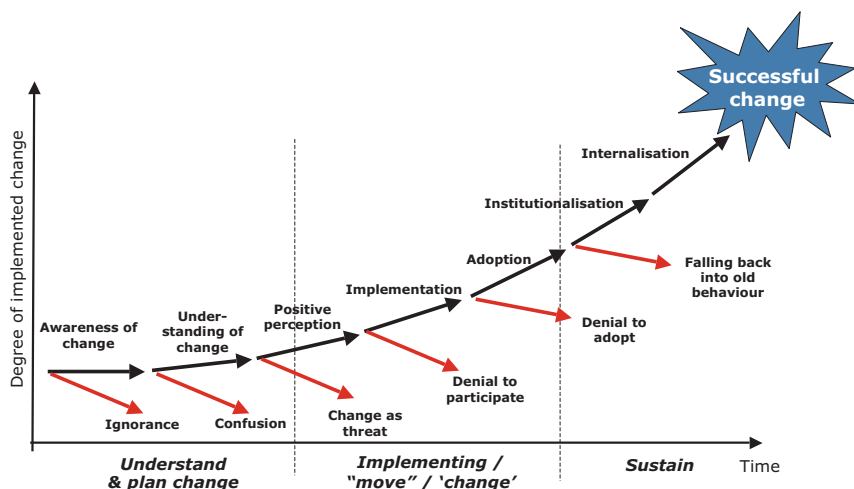 Successful
change
Degree of implemented change
Internalisation
Institutionalisation
Adoption
Falling back
into old
behaviour
Implementation
Positive
perception
Under-
standing of
change
Awareness of
change
Denial to
adopt
Denial to
participate
Change as
threat
Confusion
Ignorance
Understand
& plan change
Implementing /
“move” / ‘change’
Sustain
Time